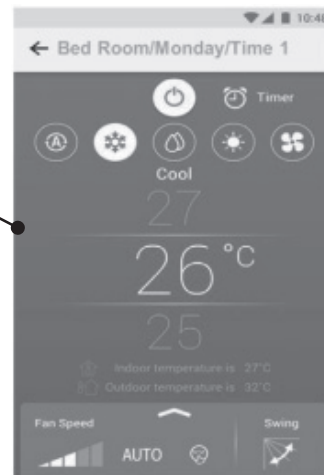 10:40
← Bed Room/Monday/Time 1
Timer
Cool
27
26°C
25
Indoor temperature is 27°C
Outdoor temperature is 32°C
Fan Speed
Swing
AUTO